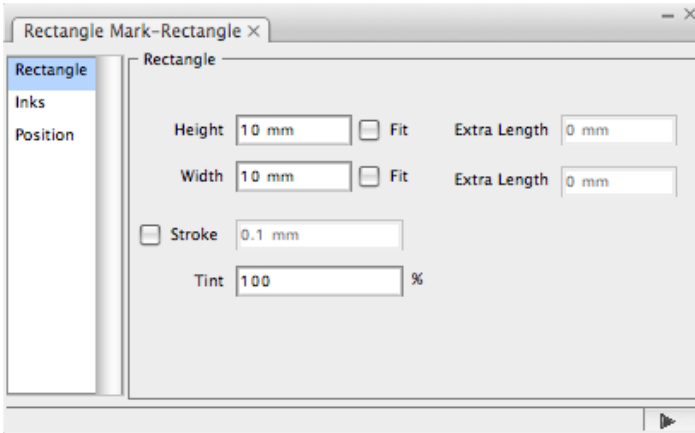 Rectangle Mark-Rectangle
Rectangle
Inks
Position
Rectangle
Height 10 mm Fit Extra Length 0 mm
Width 10 mm Fit Extra Length 0 mm
Stroke 0.1 mm
Tint 100 %